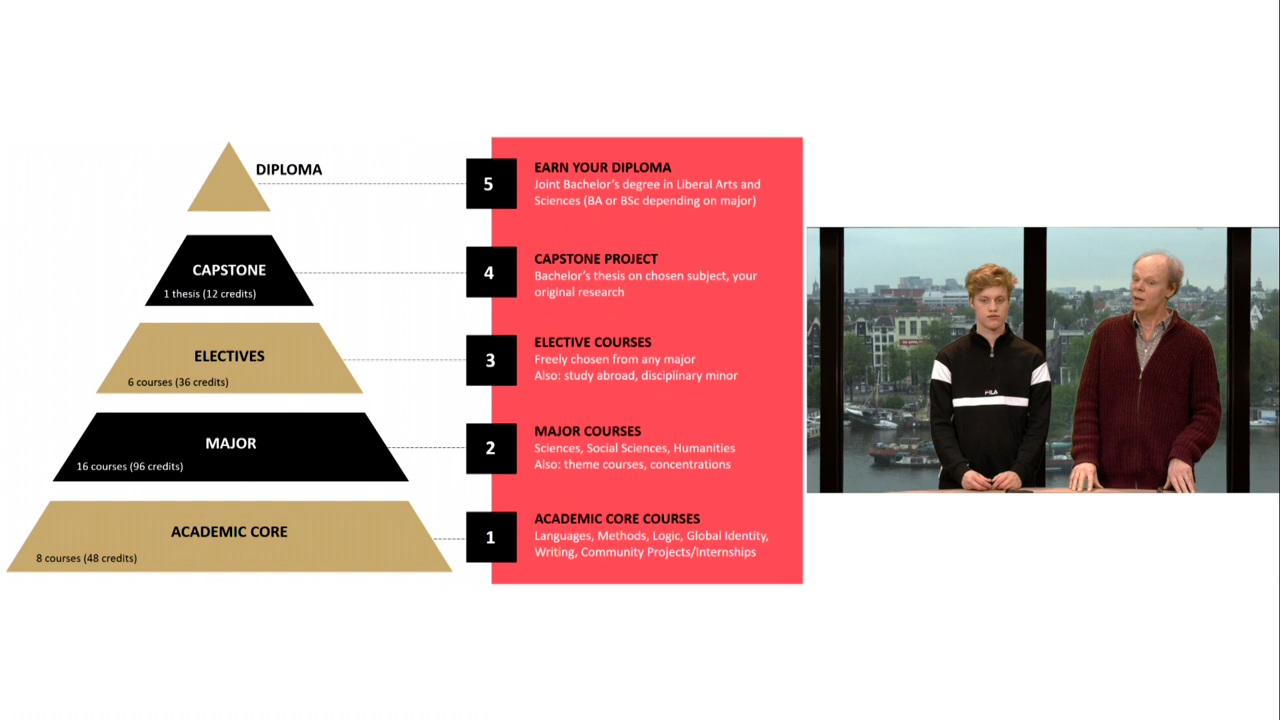 DIPLOMA
CAPSTONE
1 thesis (12 credits)
ELECTIVES
6 courses (36 credits)
MAJOR
16 courses (96 credits)
ACADEMIC CORE
8 courses (48 credits)
5
EARN YOUR DIPLOMA
Joint Bachelor’s degree in Liberal Arts and
Sciences (BA or BSc depending on major)
4
CAPSTONE PROJECT
Bachelor’s thesis on chosen subject, your
original research
3
ELECTIVE COURSES
Freely chosen from any major
Also: study abroad, disciplinary minor
2
MAJOR COURSES
Sciences, Social Sciences, Humanities
Also: theme courses, concentrations
1
ACADEMIC CORE COURSES
Languages, Methods, Logic, Global Identity,
Writing, Community Projects/Internships
FILA